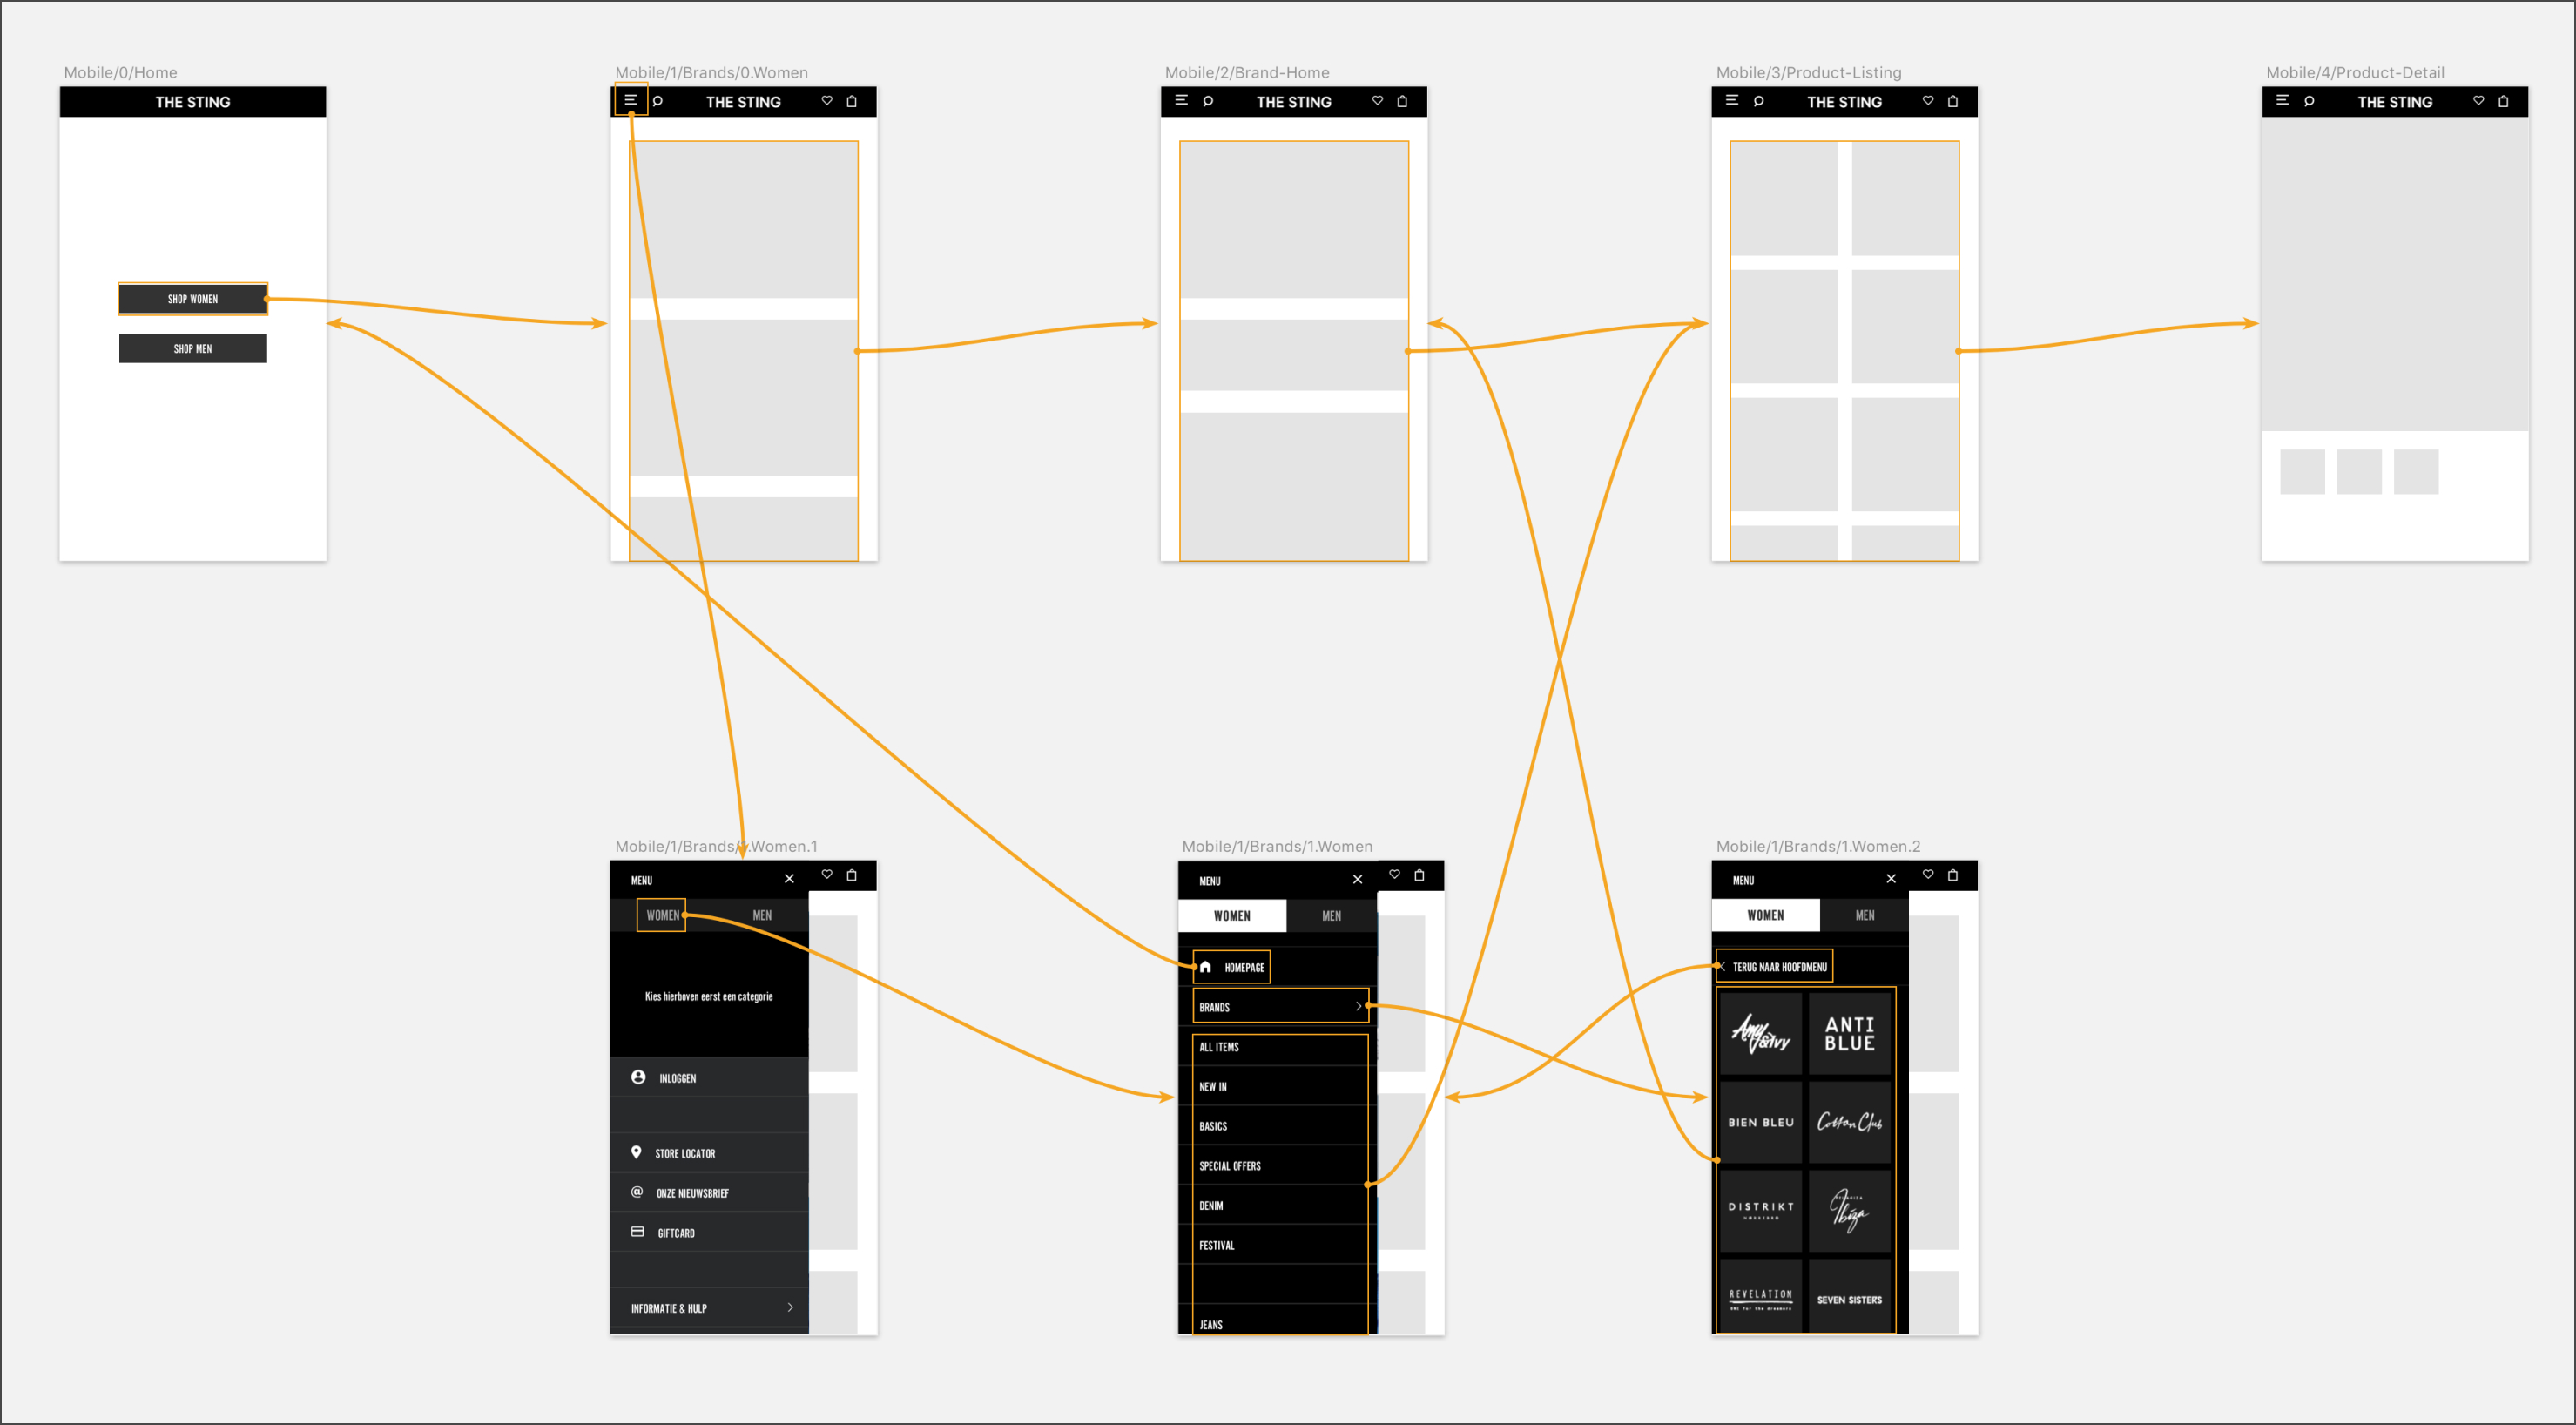 Mobile/0/Home
THE STING
SHOP WOMEN
SHOP MEN
Mobile/1/Brands/0.Women
THE STING
Mobile/2/Brand-Home
THE STING
Mobile/3/Product-Listing
THE STING
Mobile/4/Product-Detail
THE STING
Mobile/1/Brands/1.Women.1
MENU
WOMEN MEN
Kies hierboven eerst een categorie
INLOGGEN
STORE LOCATOR
ONZE NIEUWSBRIEF
GIFTCARD
INFORMATIE & HULP
Mobile/1/Brands/1.Women
MENU
WOMEN MEN
HOMEPAGE
BRANDS
ALL ITEMS
NEW IN
BASICS
SPECIAL OFFERS
DENIM
FESTIVAL
JEANS
Mobile/1/Brands/1.Women.2
MENU
WOMEN MEN
TERUG NAAR HOOFDMENU
Amy&Ivy
ANTI
BLUE
BIEN BLEU
Cotton Club
DISTRIKT
Ibiza
REVELATION
for the dreamers
SEVEN SISTERS